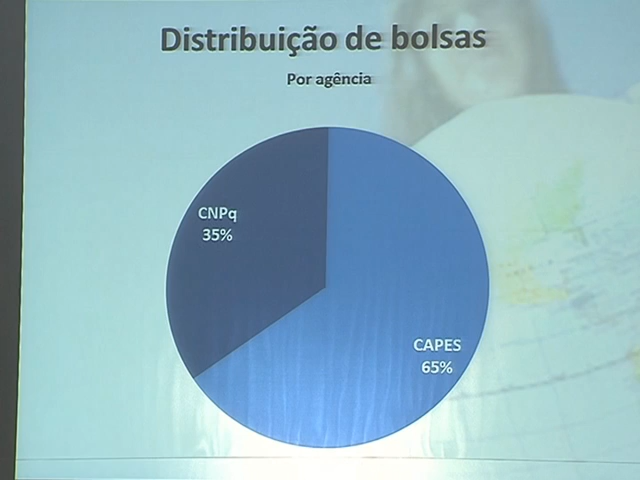 Distribuição de bolsas
Por agência
CNPq
35%
CAPES
65%